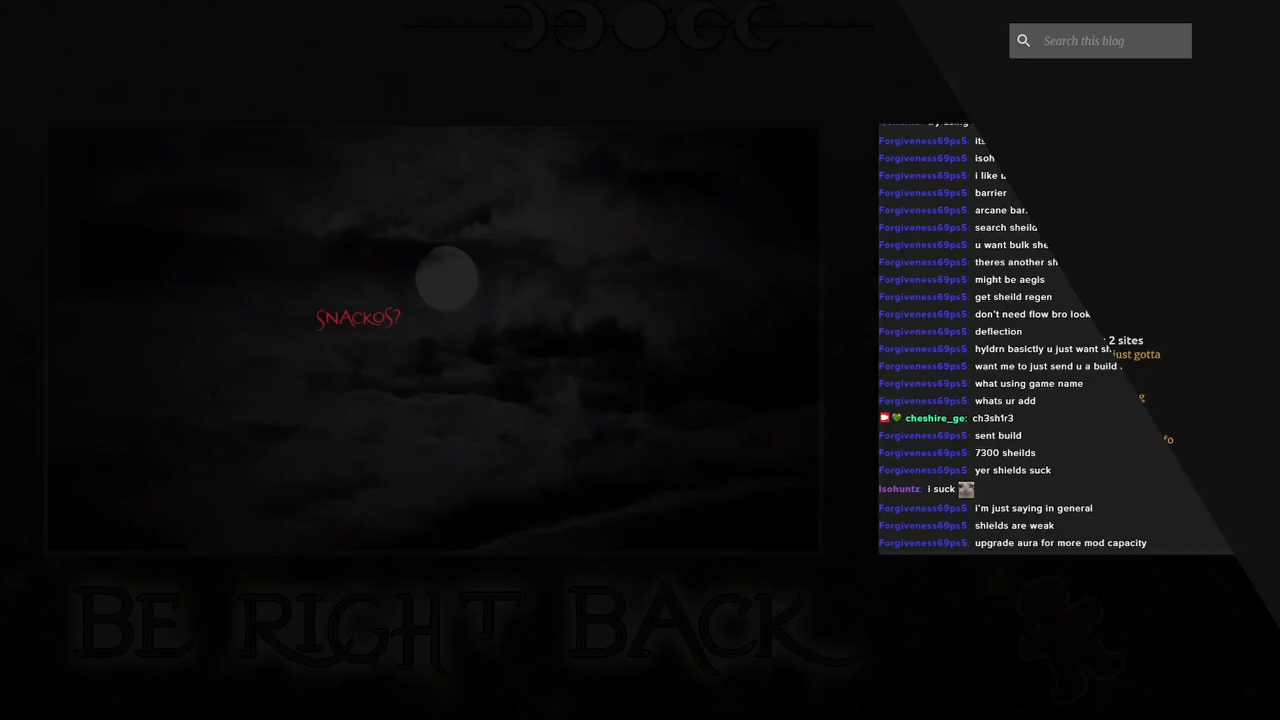 Search this blog
Forgiveness69ps5: its
Forgiveness69ps5: isoh
Forgiveness69ps5: i like
Forgiveness69ps5: barrier
Forgiveness69ps5: arcane
Forgiveness69ps5: search sheild
Forgiveness69ps5: u want bulk
Forgiveness69ps5: theres another sh
Forgiveness69ps5: might be aegis
Forgiveness69ps5: get sheild regen
SNACKOS?
Forgiveness69ps5: don't need flow bro look
Forgiveness69ps5: deflection
2 sites
Forgiveness69ps5: hyldrn basictly u just want
just gotta
Forgiveness69ps5: want me to just send u a build
Forgiveness69ps5: what using game name
Forgiveness69ps5: whats ur add
cheshire_ge: ch3sh1r3
Forgiveness69ps5: sent build
Forgiveness69ps5: 7300 sheilds
Forgiveness69ps5: yer shields suck
Isohuntz: i suck
Forgiveness69ps5: i'm just saying in general
Forgiveness69ps5: shields are weak
Forgiveness69ps5: upgrade aura for more mod capacity
BE RIGHT BACK